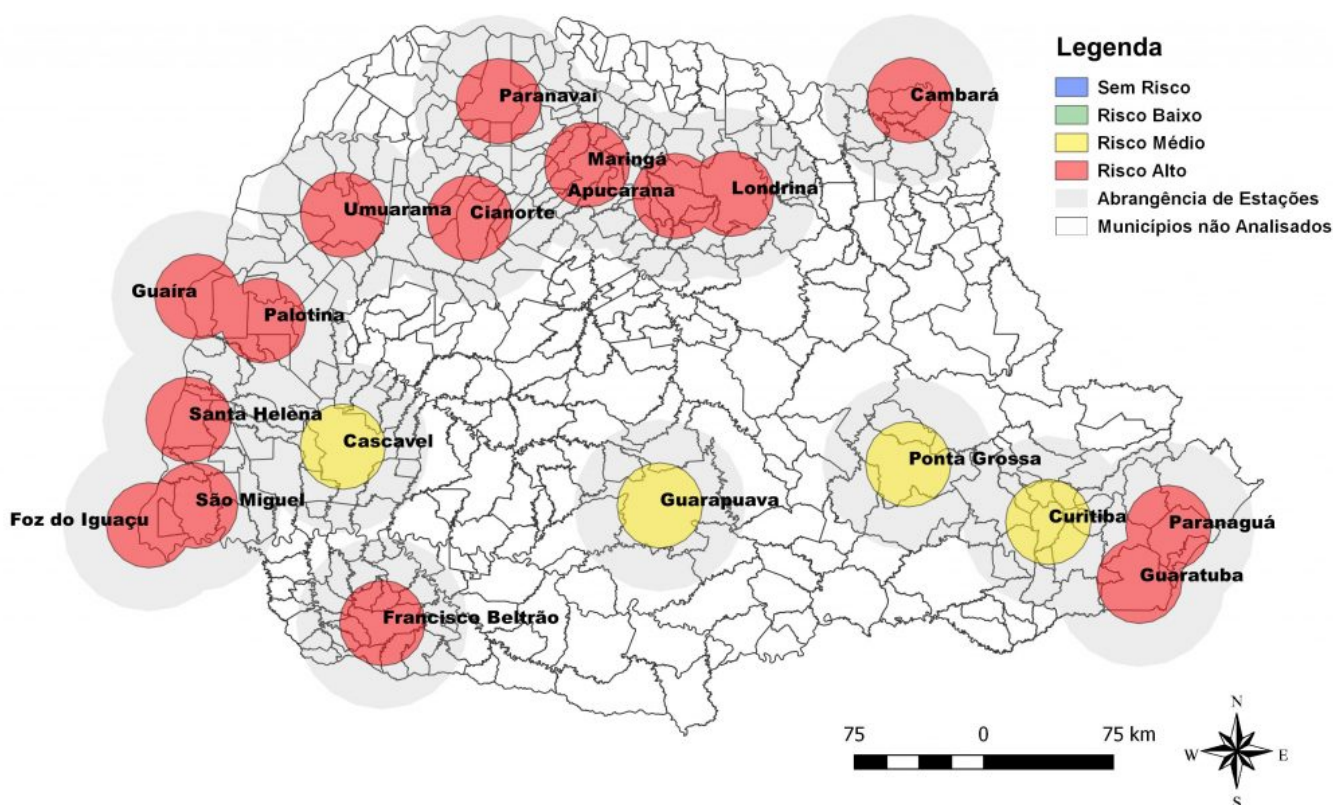 Legenda
Sem Risco
Risco Baixo
Risco Médio
Risco Alto
Abrangência de Estações
Municípios não Analisados
Paranavaí
Cambará
Maringá
Apucarana
Londrina
Umuarama
Cianorte
Guaíra
Palotina
Santa Helena
Cascavel
Ponta Grossa
Guarapuava
São Miguel
Foz do Iguaçu
Curitiba
Paranaguá
Guaratuba
Francisco Beltrão
75 0 75 km
N
W E
S